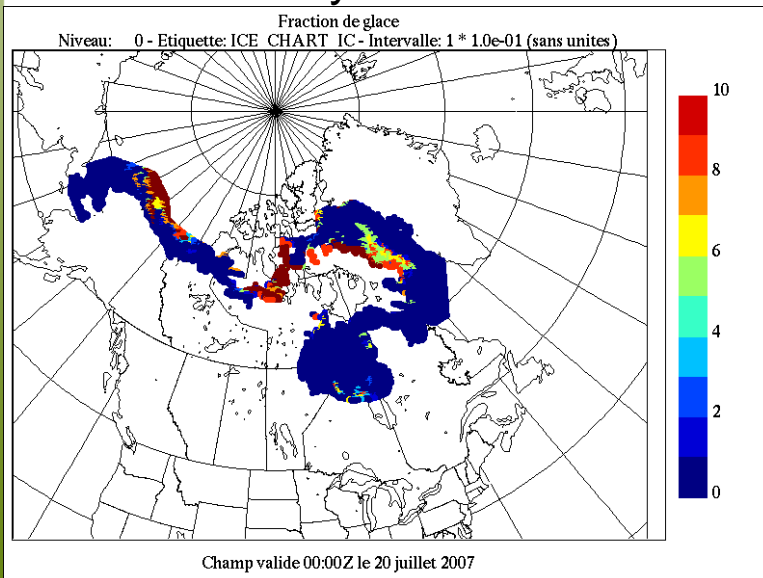 Fraction de glace
Niveau: 0 - Etiquette: ICE CHART IC - Intervalle: 1 * 1.0e-01 (sans unites)
10
8
6
4
2
0
Champ valide 00:00Z le 20 juillet 2007